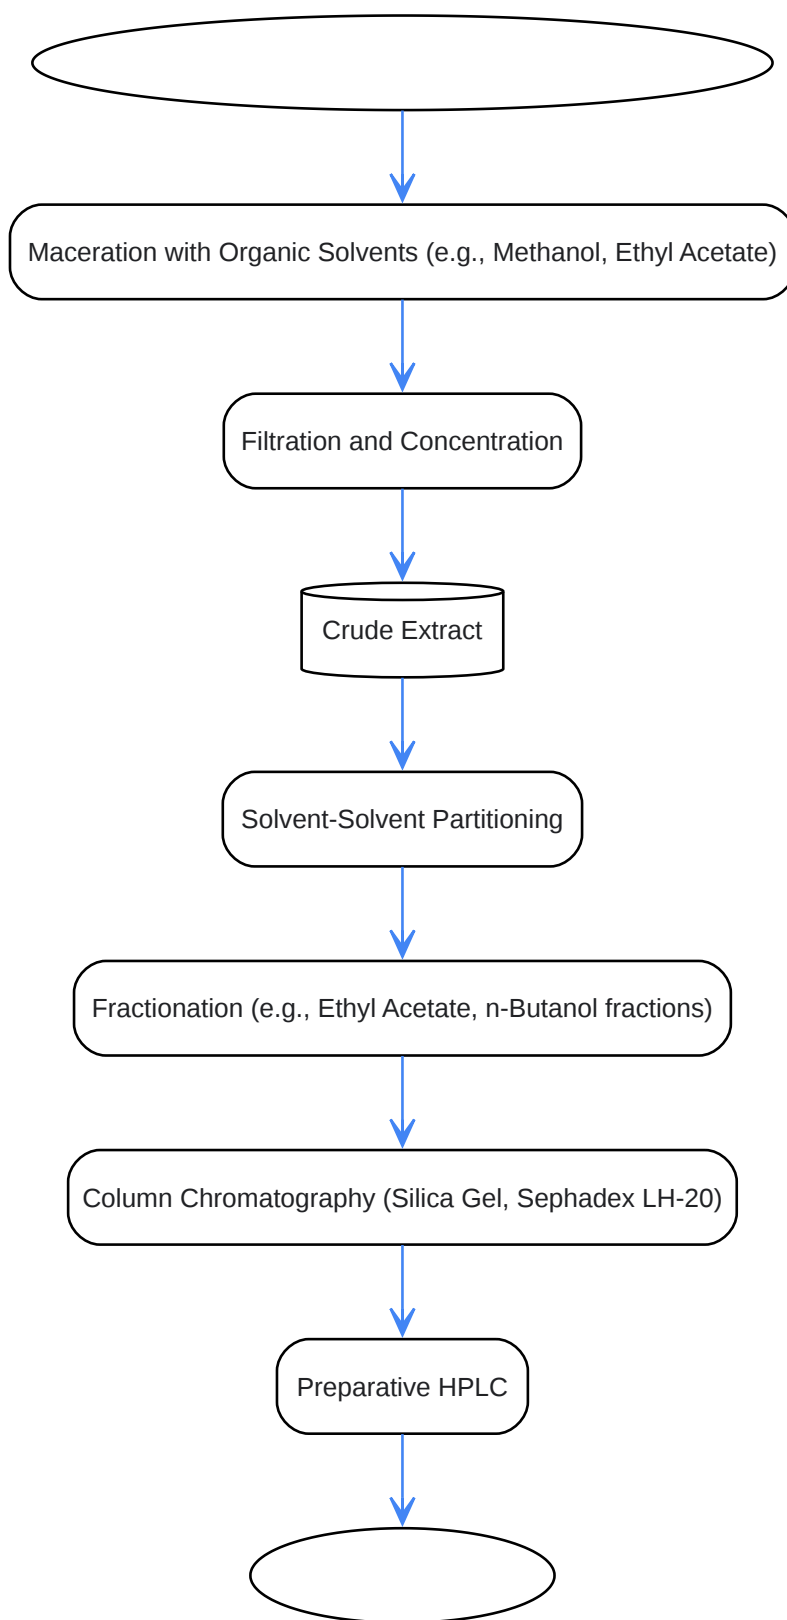 Maceration with Organic Solvents (e.g., Methanol, Ethyl Acetate)
Filtration and Concentration
Crude Extract
Solvent-Solvent Partitioning
Fractionation (e.g., Ethyl Acetate, n-Butanol fractions)
Column Chromatography (Silica Gel, Sephadex LH-20)
Preparative HPLC